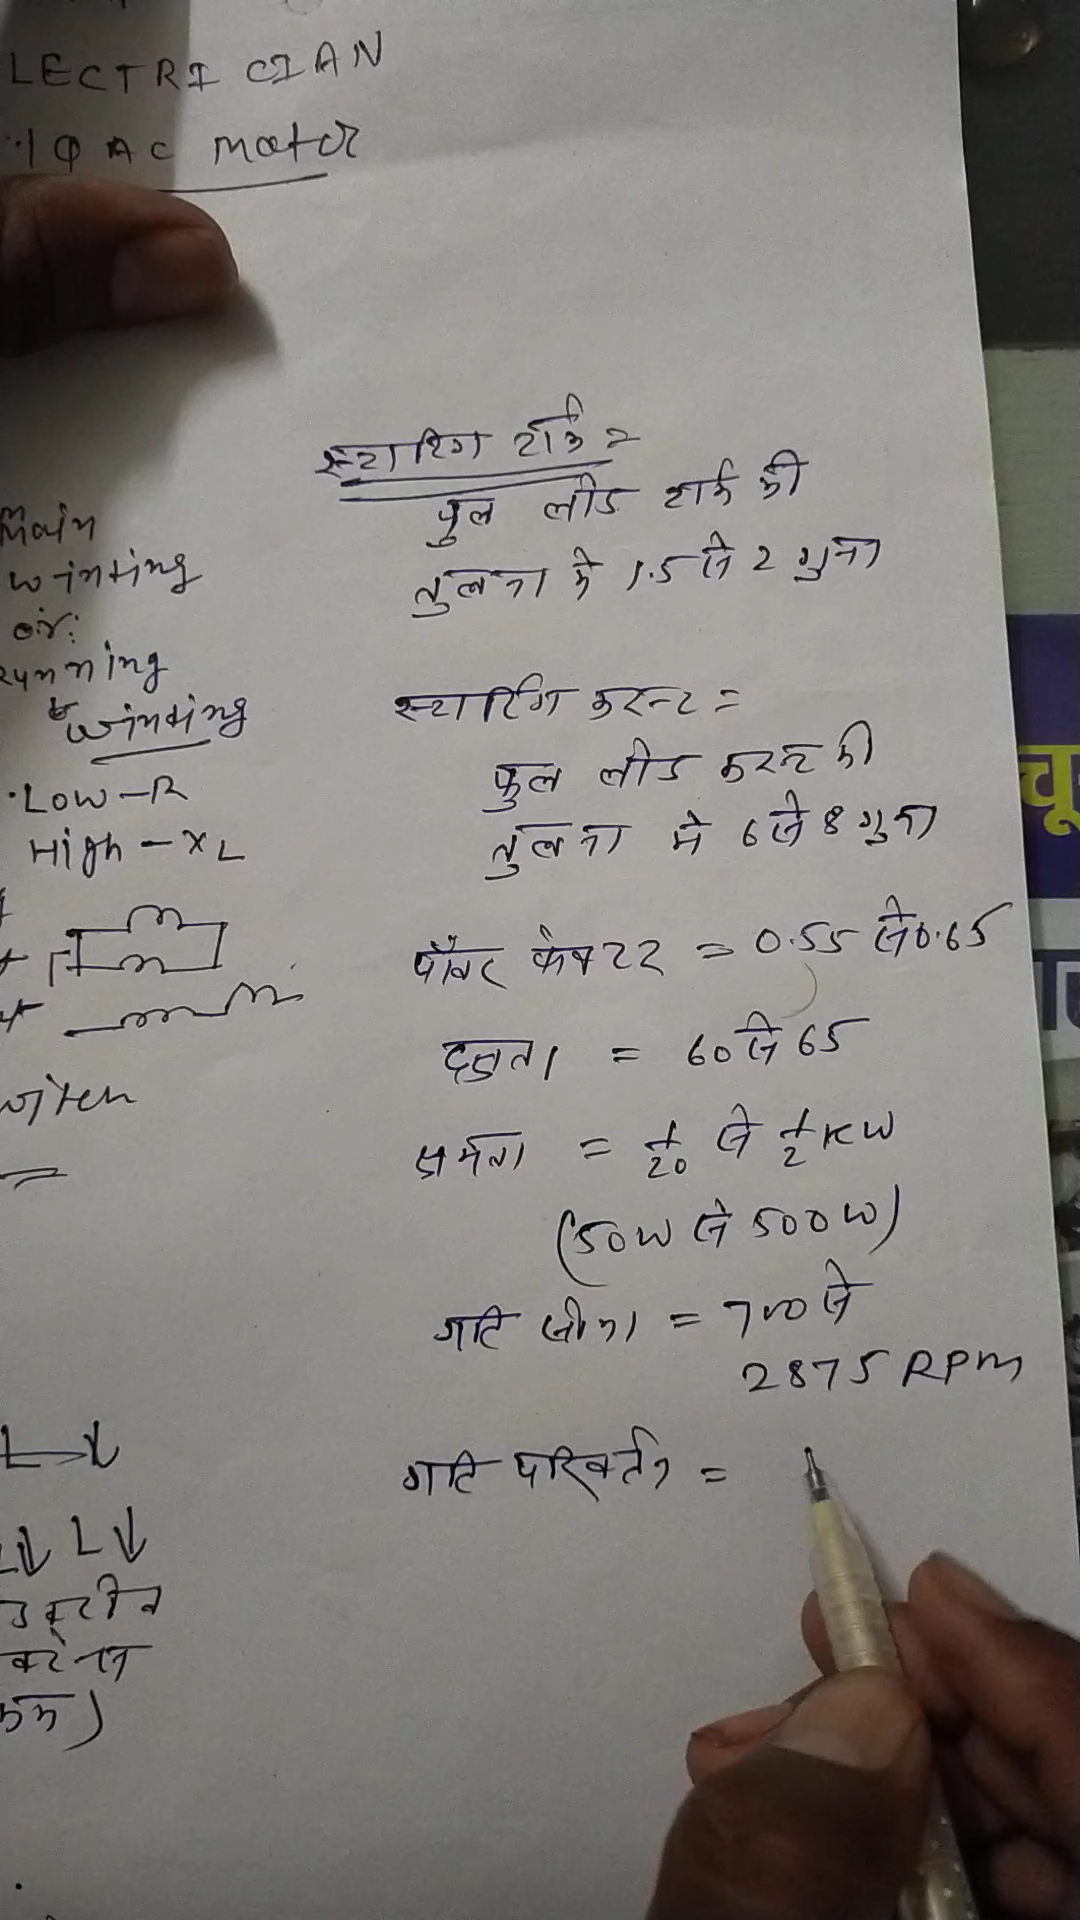 LECTRICIAN
1Φ AC motor
main
winting
or:
Running
winting
Low - R
High - XL
स्टारिंग टॉर्क =
फुल लोड टार्क की
तुलना मे 1.5 से 2 गुना
स्टार्टिंग करन्ट =
फुल लोड करन्ट की
तुलना मे 6 से 8 गुना
पॉवर फेक्टर = 0.55 से 0.65
दक्षता = 60 से 65
क्षमता = 1/20 से 1/2 KW
(50W से 500W)
गति सीमा = 700 से
2875 RPM
गति परिवर्तन =
चू